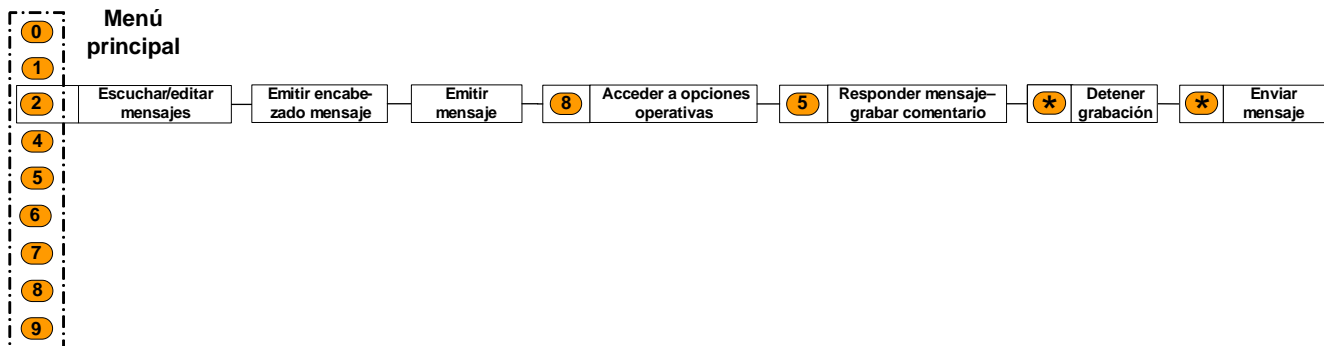 Menú
principal
0
1
2
Escuchar/editar
mensajes
Emitir encabe-
zado mensaje
Emitir
mensaje
8
Acceder a opciones
operativas
5
Responder mensaje–
grabar comentario
*
Detener
grabación
*
Enviar
mensaje
4
5
6
7
8
9